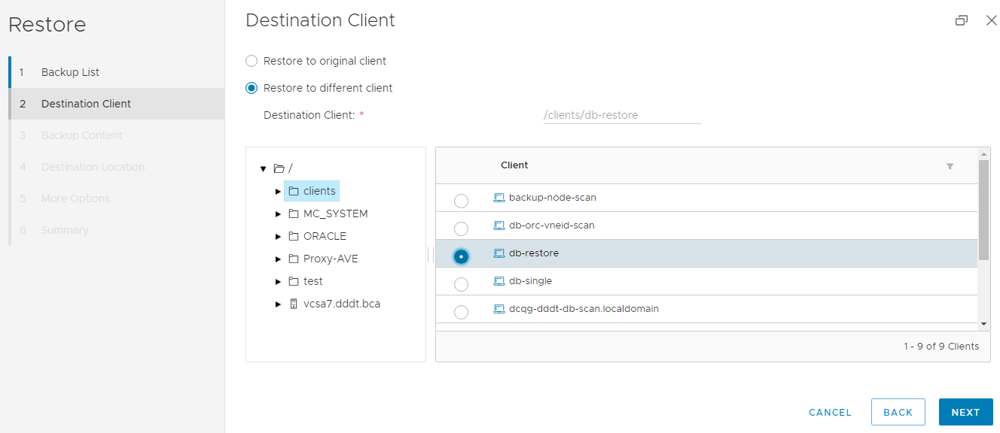 Restore
1 Backup List
2 Destination Client
3 Backup Content
4 Destination Location
5 More Options
6 Summary
Destination Client
Restore to original client
Restore to different client
Destination Client: *
/clients/db-restore
/
clients
MC_SYSTEM
ORACLE
Proxy-AVE
test
vcsa7.dddt.bca
Client
backup-node-scan
db-orc-vneid-scan
db-restore
db-single
dcqg-dddt-db-scan.localdomain
1 - 9 of 9 Clients
CANCEL
BACK
NEXT